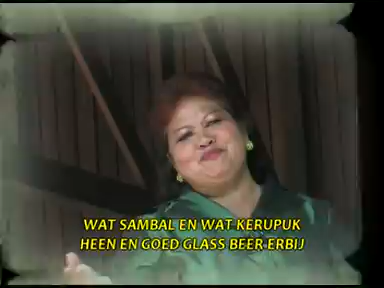 WAT SAMBAL EN WAT KERUPUK
HEEN EN GOED GLASS BEER ERBIJ